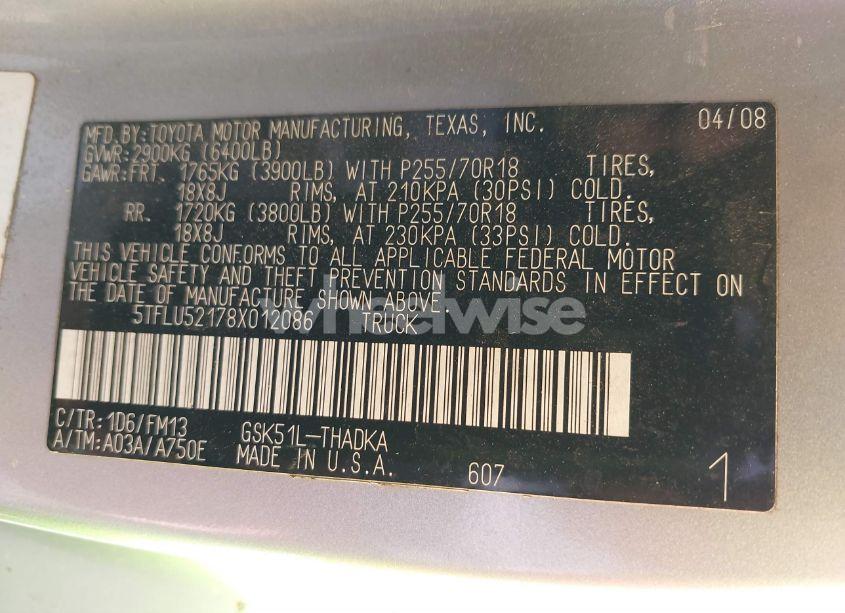 MFD.BY:TOYOTA MOTOR MANUFACTURING, TEXAS, INC. 04/08
GVWR:2900KG (6400LB)
GAWR:FRT. 1765KG (3900LB) WITH P255/70R18 TIRES,
18X8J RIMS, AT 210KPA (30PSI) COLD.
RR. 1720KG (3800LB) WITH P255/70R18 TIRES,
18X8J RIMS, AT 230KPA (33PSI) COLD.
THIS VEHICLE CONFORMS TO ALL APPLICABLE FEDERAL MOTOR
VEHICLE SAFETY AND THEFT PREVENTION STANDARDS IN EFFECT ON
THE DATE OF MANUFACTURE SHOWN ABOVE.
wheelwise
5TFLU52178X012086 TRUCK
C/TR:1D6/FM13 GSK51L-THADKA
A/TM:A03A/A750E MADE IN U.S.A. 607 1